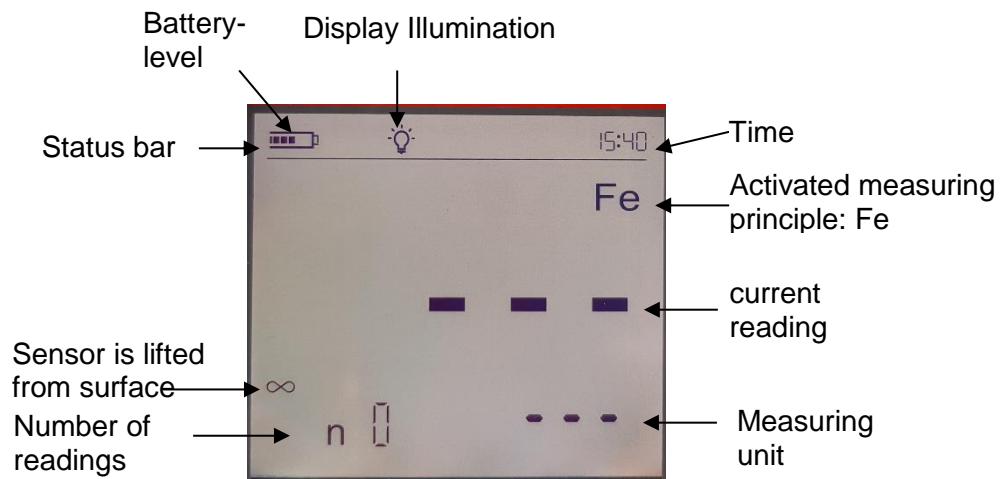 Battery-
level
Display Illumination
Status bar
15:40
Time
Fe
Activated measuring
principle: Fe
- - -
current
reading
Sensor is lifted
from surface
∞
Number of
readings
n 0
- - -
Measuring
unit